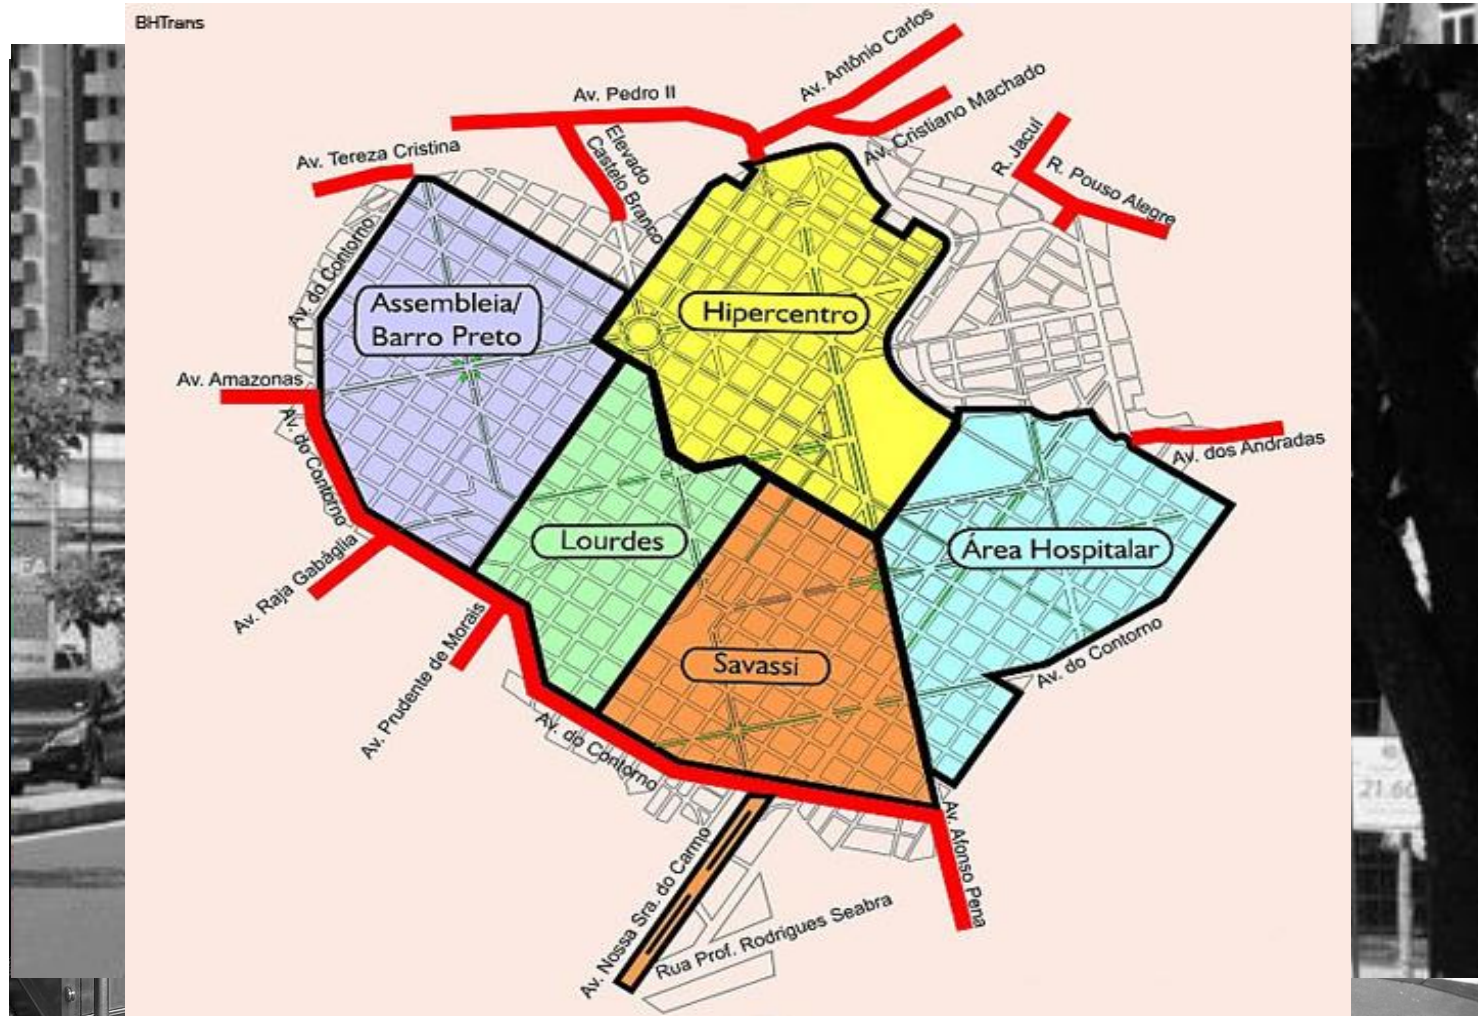 BHTrans
Av. Antônio Carlos
Av. Pedro II
Av. Cristiano Machado
Elevado
Castelo Branco
Av. Tereza Cristina
R. Jacuí
R. Pouso Alegre
Av. do Contorno
Assembleia/
Barro Preto
Hipercentro
Av. Amazonas
Av. do Contorno
Av. dos Andradas
Lourdes
Área Hospitalar
Av. Raja Gabáglia
Av. Prudente de Morais
Savassi
Av. do Contorno
Av. do Contorno
Av. Nossa Sra. do Carmo
Av. Afonso Pena
Rua Prof. Rodrigues Seabra